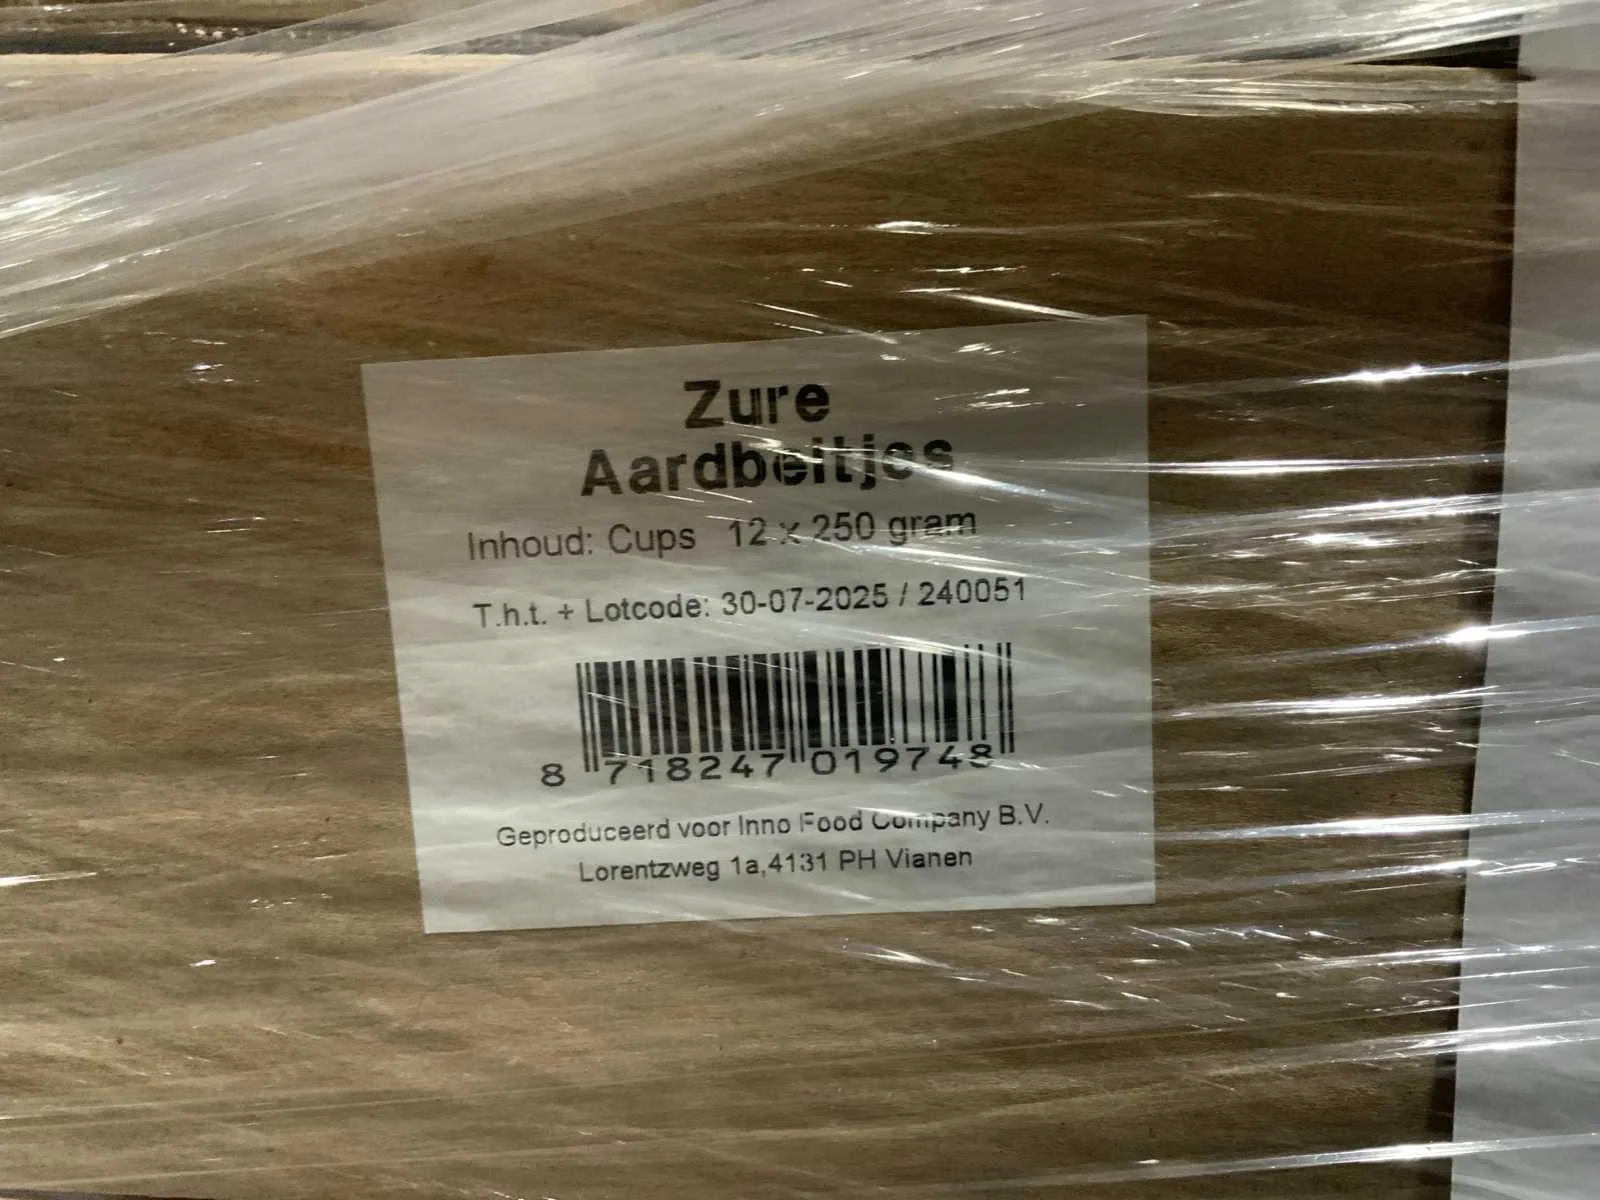 Zure
Aardbeitjes
Inhoud: Cups 12 x 250 gram
T.h.t. + Lotcode: 30-07-2025 / 240051
8 718247 019748
Geproduceerd voor Inno Food Company B.V.
Lorentzweg 1a,4131 PH Vianen